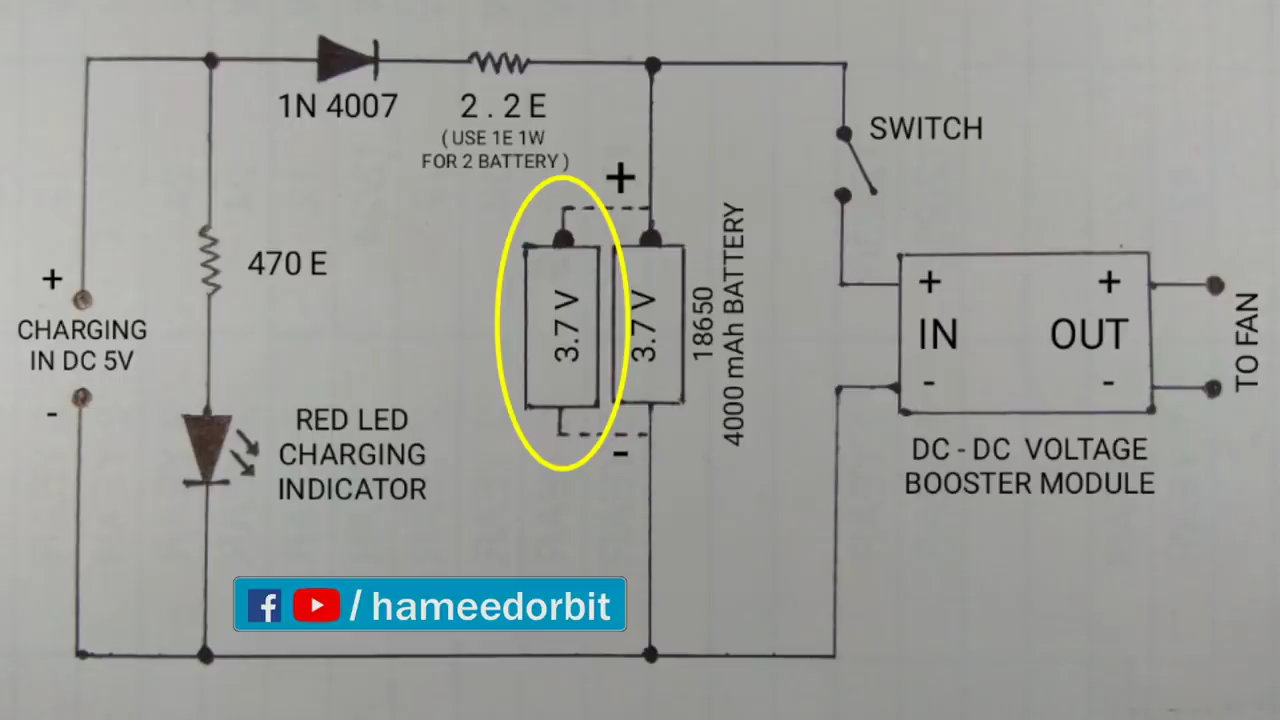 1N 4007
2.2E
(USE 1E 1W
FOR 2 BATTERY)
SWITCH
+
470 E
+
CHARGING
IN DC 5V
-
3.7 V
3.7 V
18650
4000 mAh BATTERY
-
+
IN
-
+
OUT
-
TO FAN
RED LED
CHARGING
INDICATOR
DC - DC VOLTAGE
BOOSTER MODULE
/hameedorbit